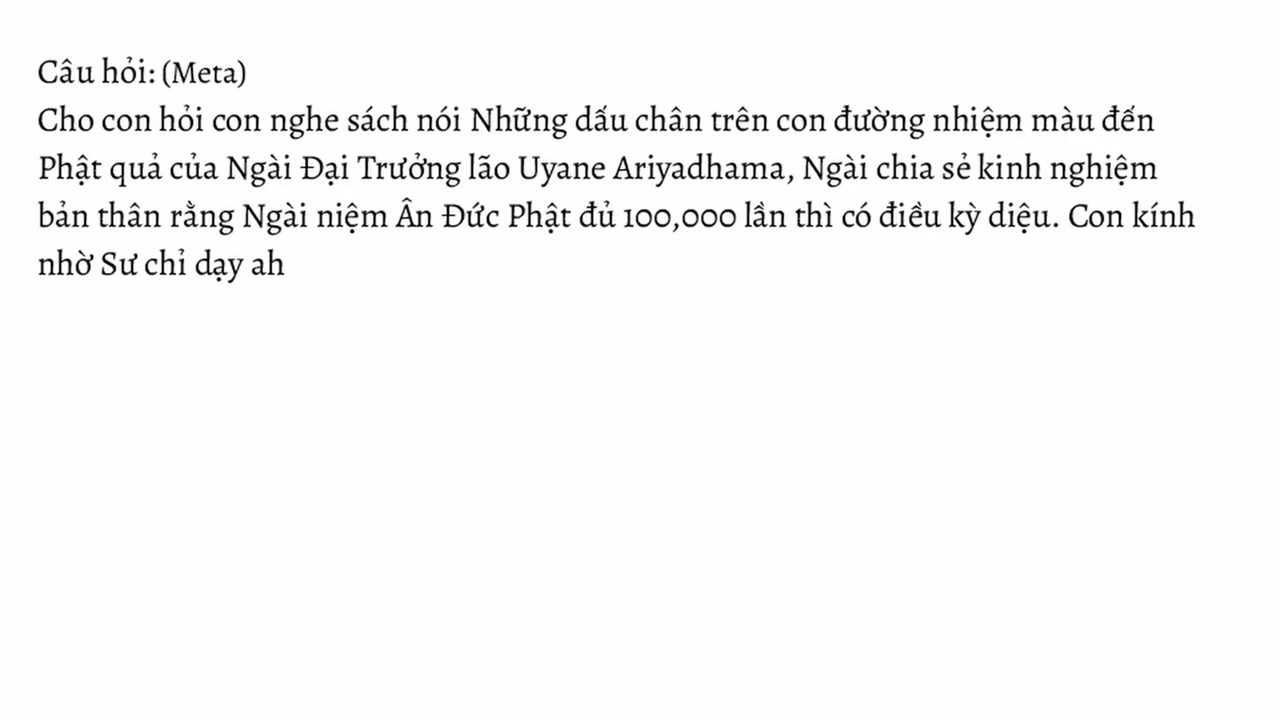 Câu hỏi: (Meta)
Cho con hỏi con nghe sách nói Những dấu chân trên con đường nhiệm màu đến
Phật quả của Ngài Đại Trưởng lão Uyane Ariyadhama, Ngài chia sẻ kinh nghiệm
bản thân rằng Ngài niệm Ân Đức Phật đủ 100,000 lần thì có điều kỳ diệu. Con kính
nhờ Sư chỉ dạy ah